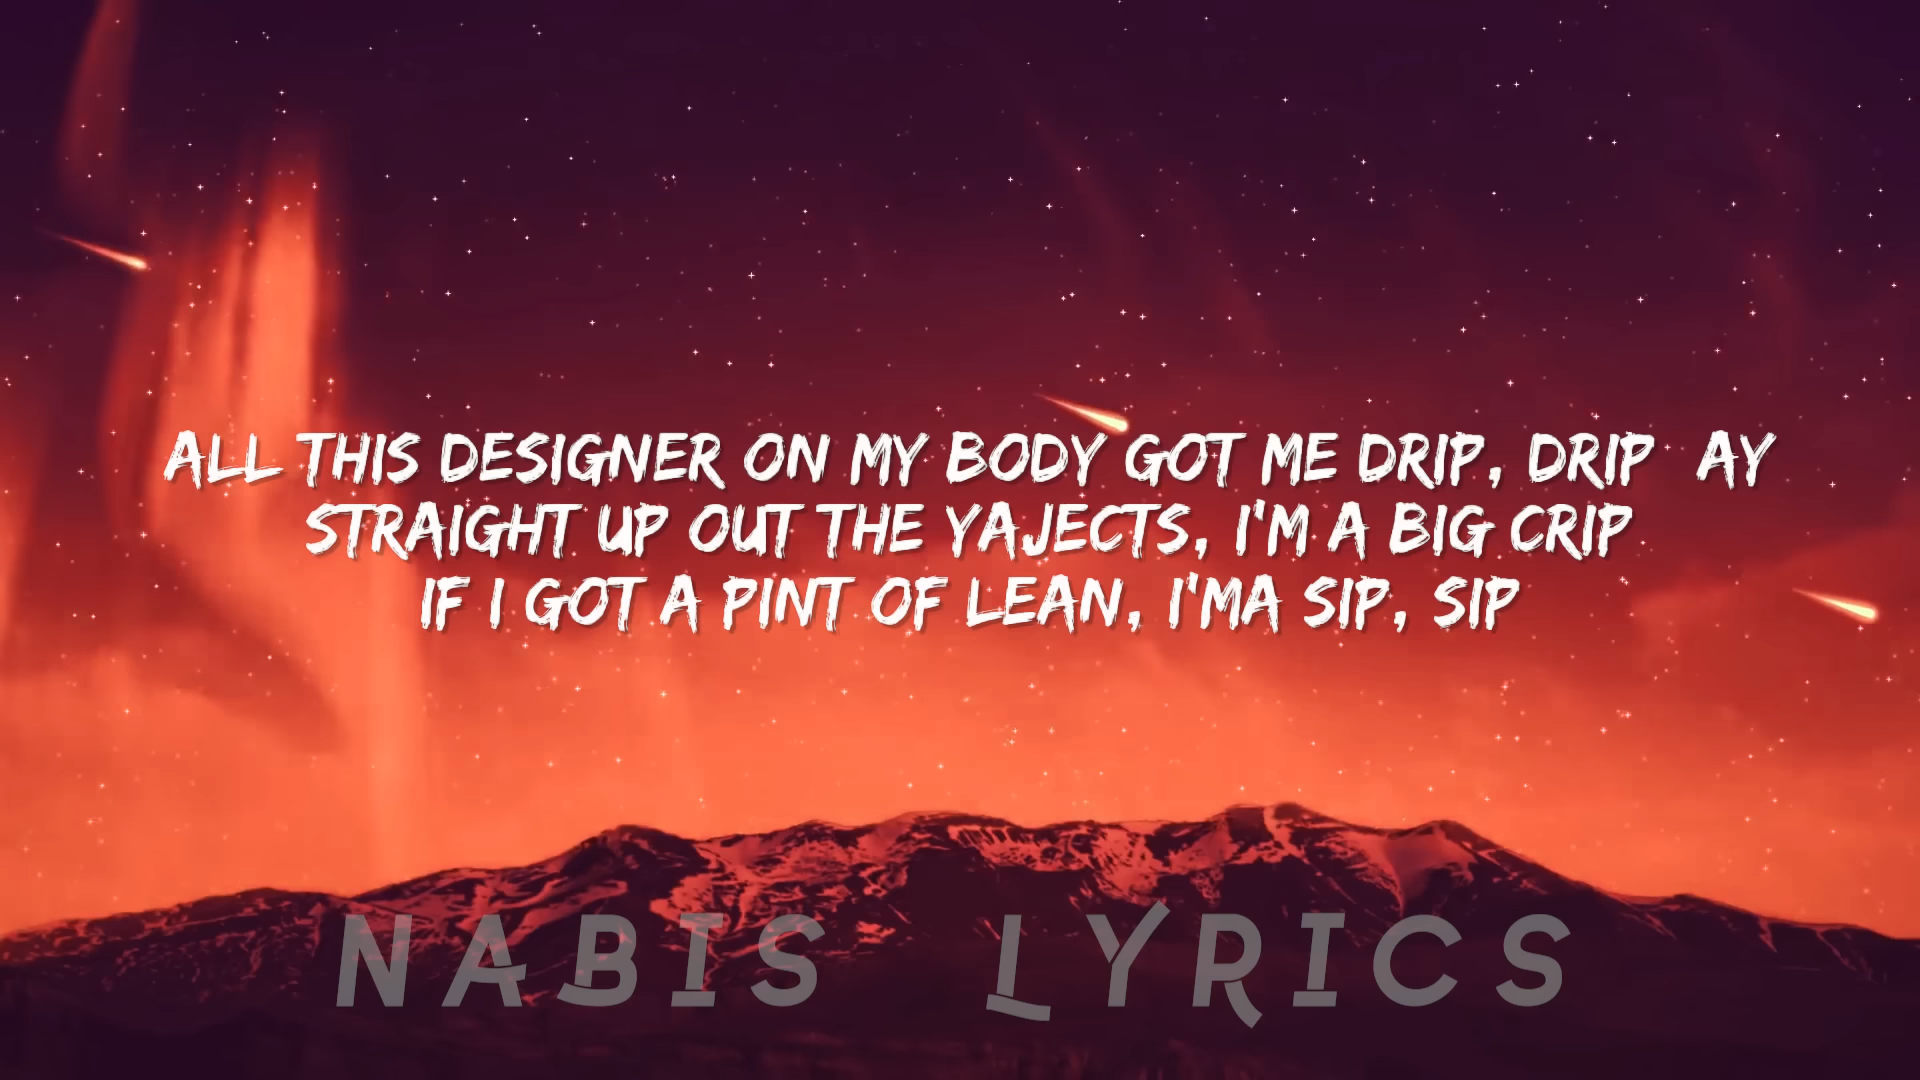 ALL THIS DESIGNER ON MY BODY GOT ME DRIP, DRIP AY
STRAIGHT UP OUT THE YAJECTS, I'M A BIG CRIP
IF I GOT A PINT OF LEAN, I'MA SIP, SIP
NABIS LYRICS